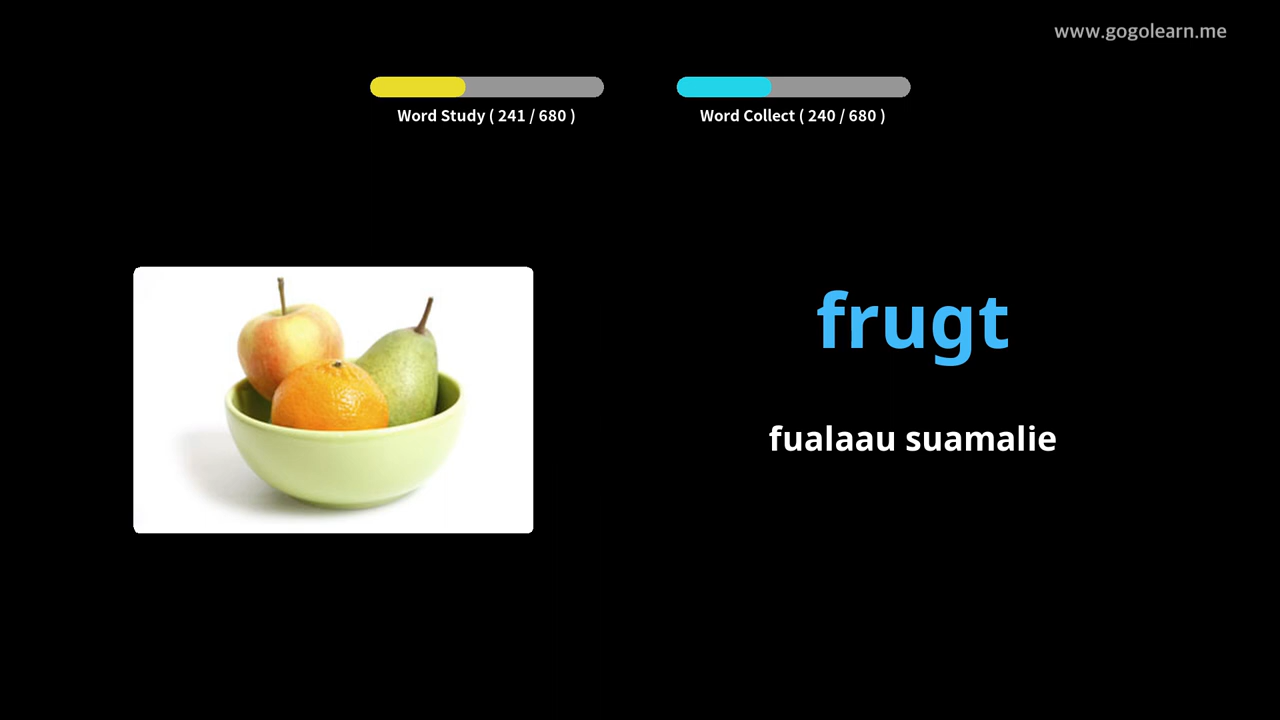 www.gogolearn.me
Word Study ( 241 / 680 )
Word Collect ( 240 / 680 )
frugt
fualaau suamalie